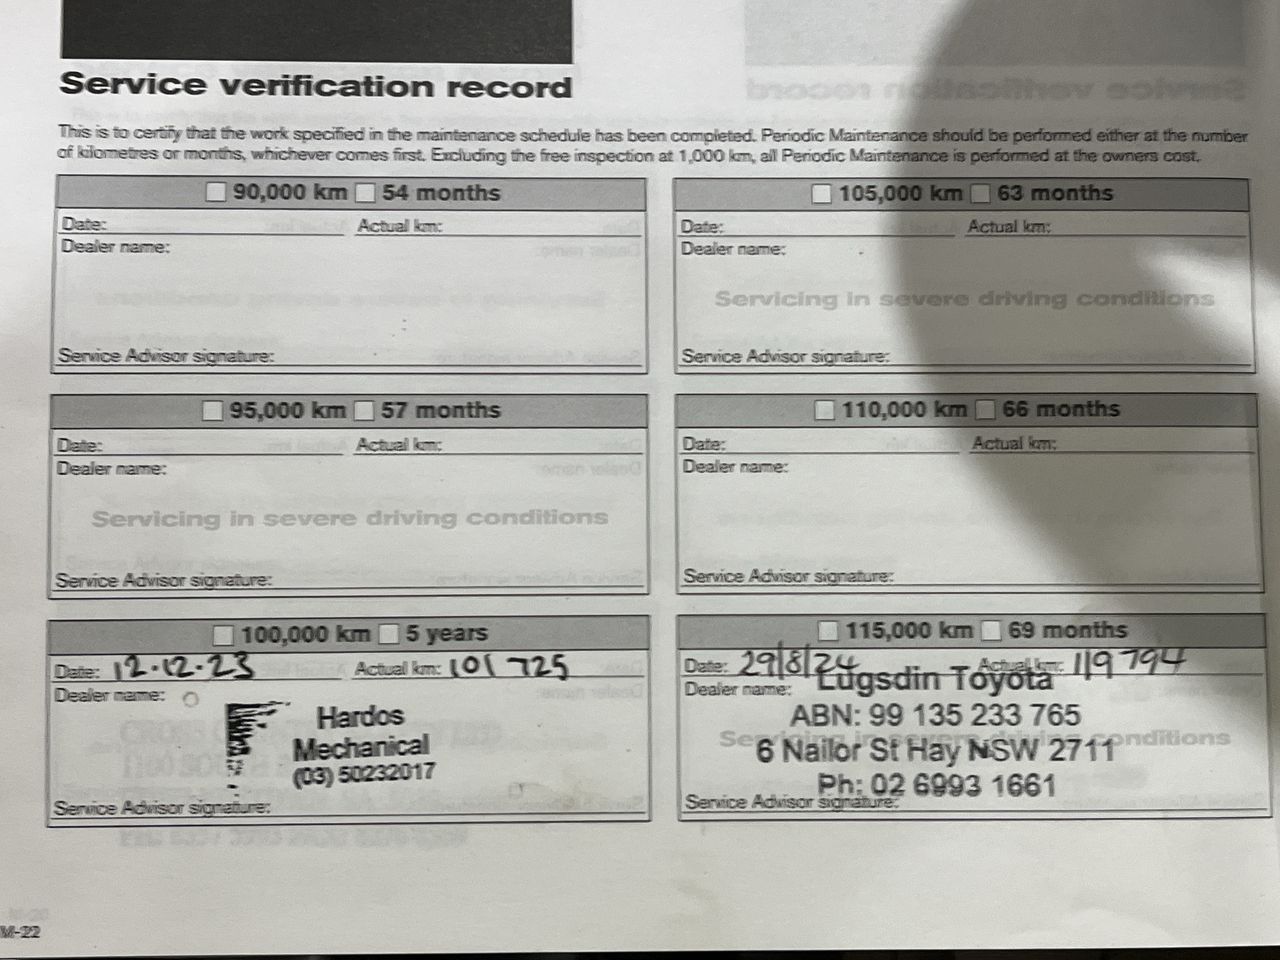 Service verification record
This is to certify that the work specified in the maintenance schedule has been completed. Periodic Maintenance should be performed either at the number
of kilometres or months, whichever comes first. Excluding the free inspection at 1,000 km, all Periodic Maintenance is performed at the owners cost.
90,000 km 54 months
Date: Actual km:
Dealer name:
Service Advisor signature:
95,000 km 57 months
Date: Actual km:
Dealer name:
Servicing in severe driving conditions
Service Advisor signature:
100,000 km 5 years
Date: 12.12.23 Actual km: 101 725
Dealer name:
Hardos
Mechanical
(03) 50232017
Service Advisor signature:
105,000 km 63 months
Date: Actual km:
Dealer name:
Servicing in severe driving conditions
Service Advisor signature:
110,000 km 66 months
Date: Actual km:
Dealer name:
Service Advisor signature:
115,000 km 69 months
Date: 29/8/24 Actual km: 119 794
Dealer name: Lugsdin Toyota
ABN: 99 135 233 765
Servicing in severe driving conditions
6 Nailor St Hay NSW 2711
Ph: 02 6993 1661
Service Advisor signature:
M-22